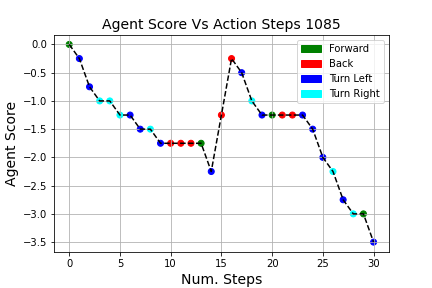 Agent Score Vs Action Steps 1085
Forward
Back
Turn Left
Turn Right
Agent Score
0.0
−0.5
−1.0
−1.5
−2.0
−2.5
−3.0
−3.5
0 5 10 15 20 25 30
Num. Steps